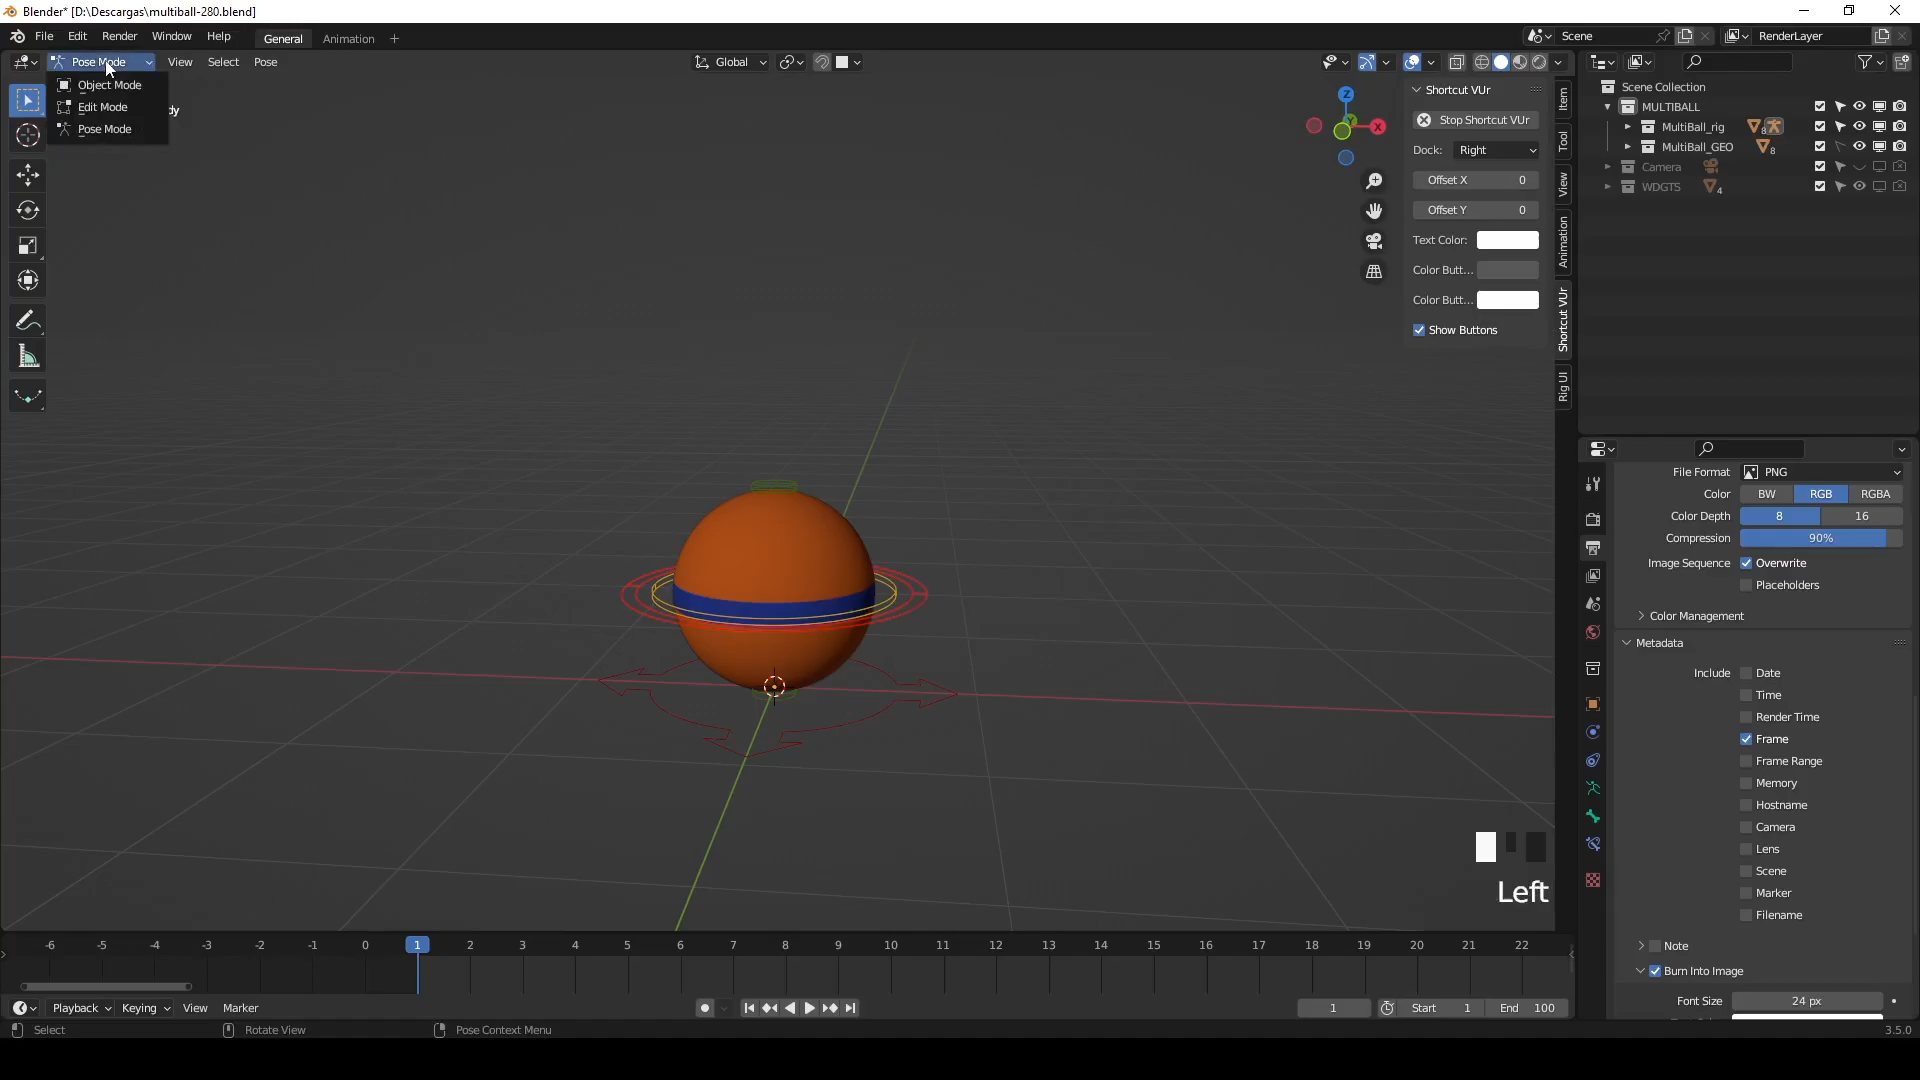 Blender* [D:\Descargas\multiball-280.blend]
File Edit Render Window Help General Animation + Scene RenderLayer
Pose Mode View Select Pose Global
Object Mode
Edit Mode
Pose Mode
dy
Z
X
Shortcut VUr
Stop Shortcut VUr
Dock: Right
Offset X 0
Offset Y 0
Text Color:
Color Butt...
Color Butt...
Show Buttons
Item
Tool
View
Animation
Shortcut VUr
Rig UI
Scene Collection
MULTIBALL
MultiBall_rig 8
MultiBall_GEO 8
Camera
WDGTS 4
File Format PNG
Color BW RGB RGBA
Color Depth 8 16
Compression 90%
Image Sequence Overwrite
Placeholders
Color Management
Metadata
Include Date
Time
Render Time
Frame
Frame Range
Memory
Hostname
Camera
Lens
Scene
Marker
Filename
Note
Burn Into Image
Font Size 24 px
Left
-6 -5 -4 -3 -2 -1 0 1 2 3 4 5 6 7 8 9 10 11 12 13 14 15 16 17 18 19 20 21 22
Playback Keying View Marker 1 Start 1 End 100
Select Rotate View Pose Context Menu 3.5.0